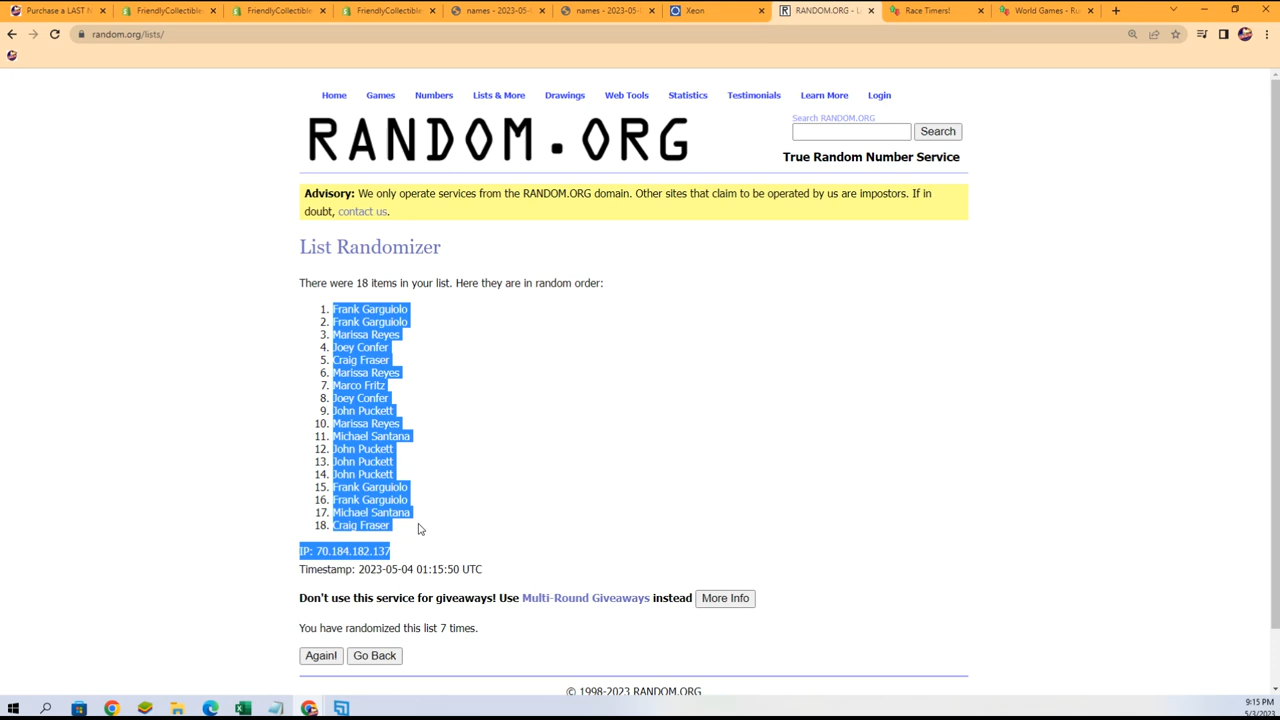 Purchase a LAST N
FriendlyCollectible
FriendlyCollectible
FriendlyCollectible
names - 2023-05-0
names - 2023-05-0
Xeon
RANDOM.ORG - L
Race Timers!
World Games - Ru
random.org/lists/
Home Games Numbers Lists & More Drawings Web Tools Statistics Testimonials Learn More Login
RANDOM.ORG
Search RANDOM.ORG
Search
True Random Number Service
Advisory: We only operate services from the RANDOM.ORG domain. Other sites that claim to be operated by us are impostors. If in
doubt, contact us.
List Randomizer
There were 18 items in your list. Here they are in random order:
1. Frank Garguiolo
2. Frank Garguiolo
3. Marissa Reyes
4. Joey Confer
5. Craig Fraser
6. Marissa Reyes
7. Marco Fritz
8. Joey Confer
9. John Puckett
10. Marissa Reyes
11. Michael Santana
12. John Puckett
13. John Puckett
14. John Puckett
15. Frank Garguiolo
16. Frank Garguiolo
17. Michael Santana
18. Craig Fraser
IP: 70.184.182.137
Timestamp: 2023-05-04 01:15:50 UTC
Don't use this service for giveaways! Use Multi-Round Giveaways instead More Info
You have randomized this list 7 times.
Again! Go Back
© 1998-2023 RANDOM.ORG
9:15 PM
5/3/2023